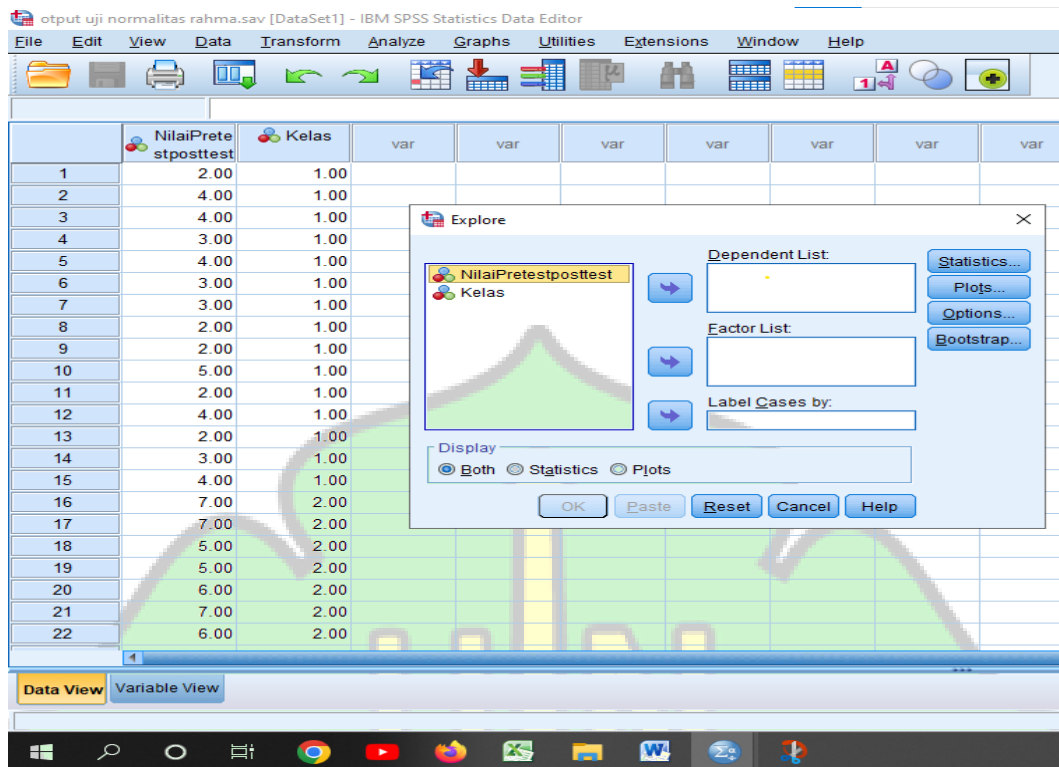 otput uji normalitas rahma.sav [DataSet1] - IBM SPSS Statistics Data Editor
File Edit View Data Transform Analyze Graphs Utilities Extensions Window Help
NilaiPrete
stposttest
Kelas var var var var var var var
1 2.00 1.00
2 4.00 1.00
3 4.00 1.00
4 3.00 1.00
5 4.00 1.00
6 3.00 1.00
7 3.00 1.00
8 2.00 1.00
9 2.00 1.00
10 5.00 1.00
11 2.00 1.00
12 4.00 1.00
13 2.00 1.00
14 3.00 1.00
15 4.00 1.00
16 7.00 2.00
17 7.00 2.00
18 5.00 2.00
19 5.00 2.00
20 6.00 2.00
21 7.00 2.00
22 6.00 2.00
Explore
NilaiPretestposttest
Kelas
Dependent List:
Factor List:
Label Cases by:
Statistics...
Plots...
Options...
Bootstrap...
Display
Both Statistics Plots
OK Paste Reset Cancel Help
Data View Variable View